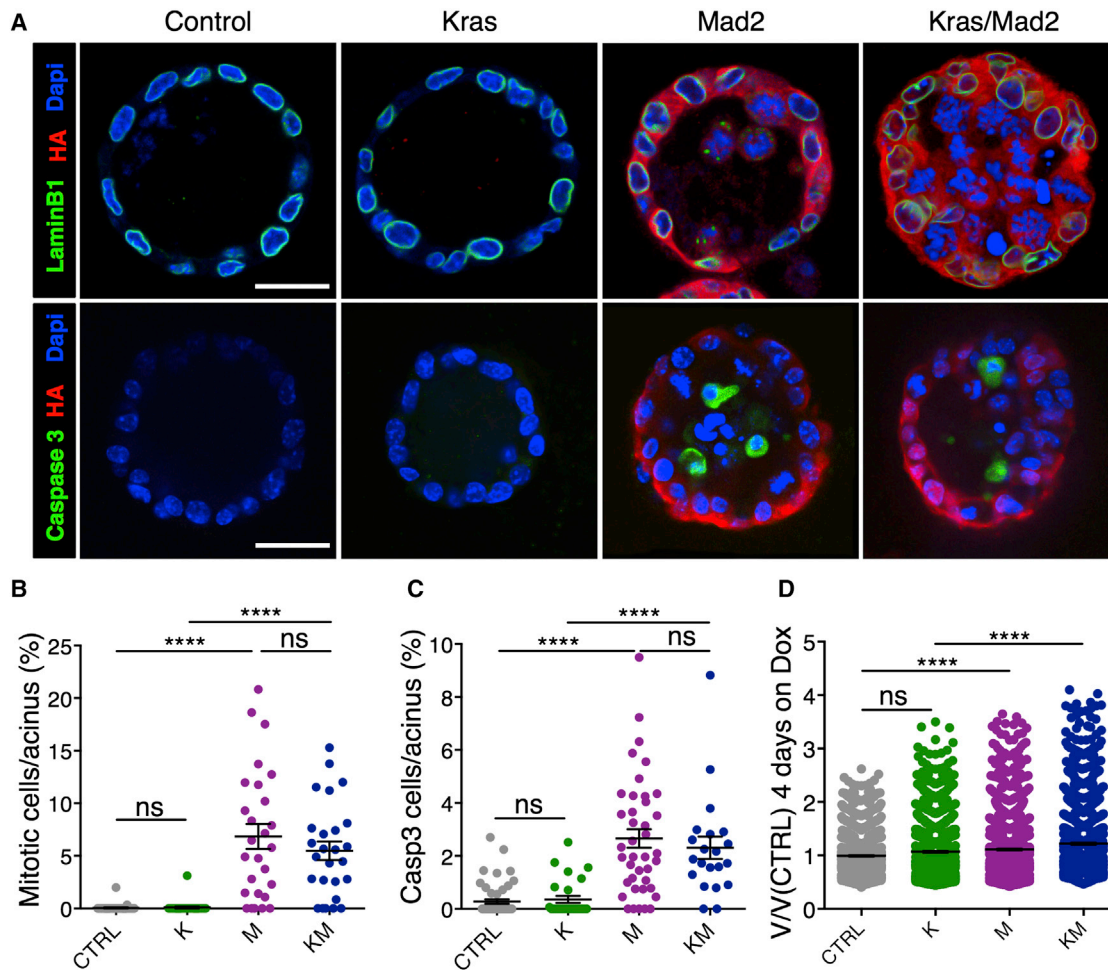 A
Control
Kras
Mad2
Kras/Mad2
LaminB1 HA Dapi
Caspase 3 HA Dapi
B
Mitotic cells/acinus (%)
25
20
15
10
5
0
****
****
ns
ns
CTRL
K
M
KM
C
Casp3 cells/acinus (%)
10
8
6
4
2
0
****
****
ns
ns
CTRL
K
M
KM
D
V/V(CTRL) 4 days on Dox
5
4
3
2
1
0
****
****
ns
CTRL
K
M
KM